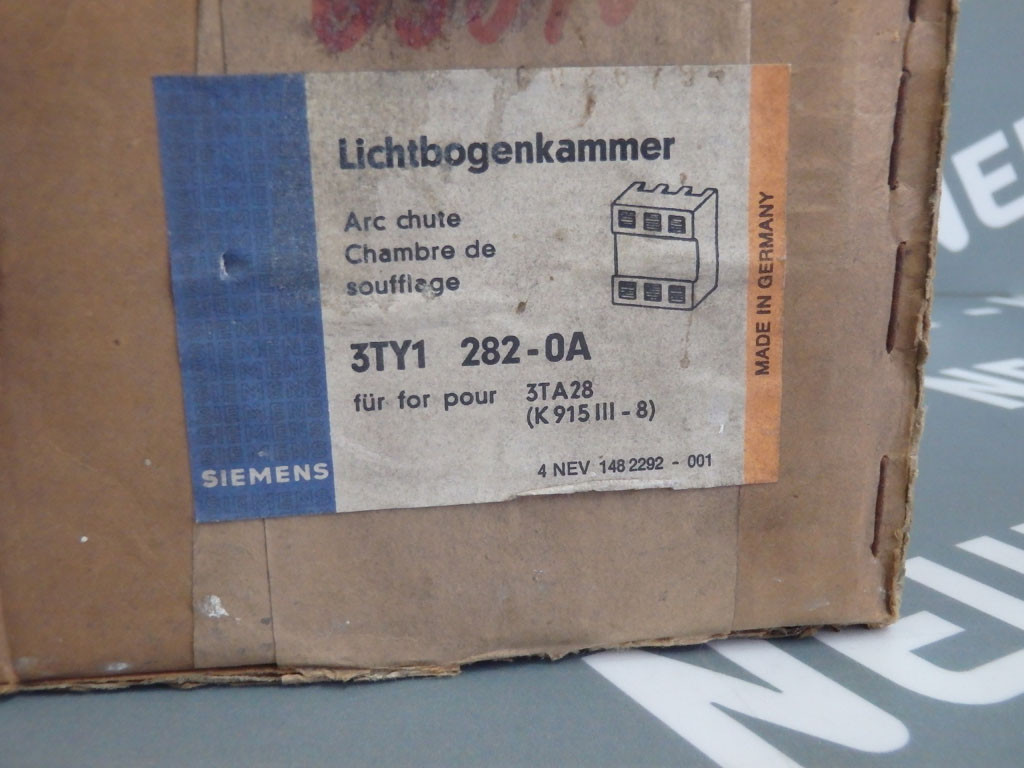 Lichtbogenkammer
Arc chute
Chambre de
soufflage
3TY1 282-0A
für for pour 3TA28
(K 915 III - 8)
4 NEV 148 2292 - 001
SIEMENS
MADE IN GERMANY